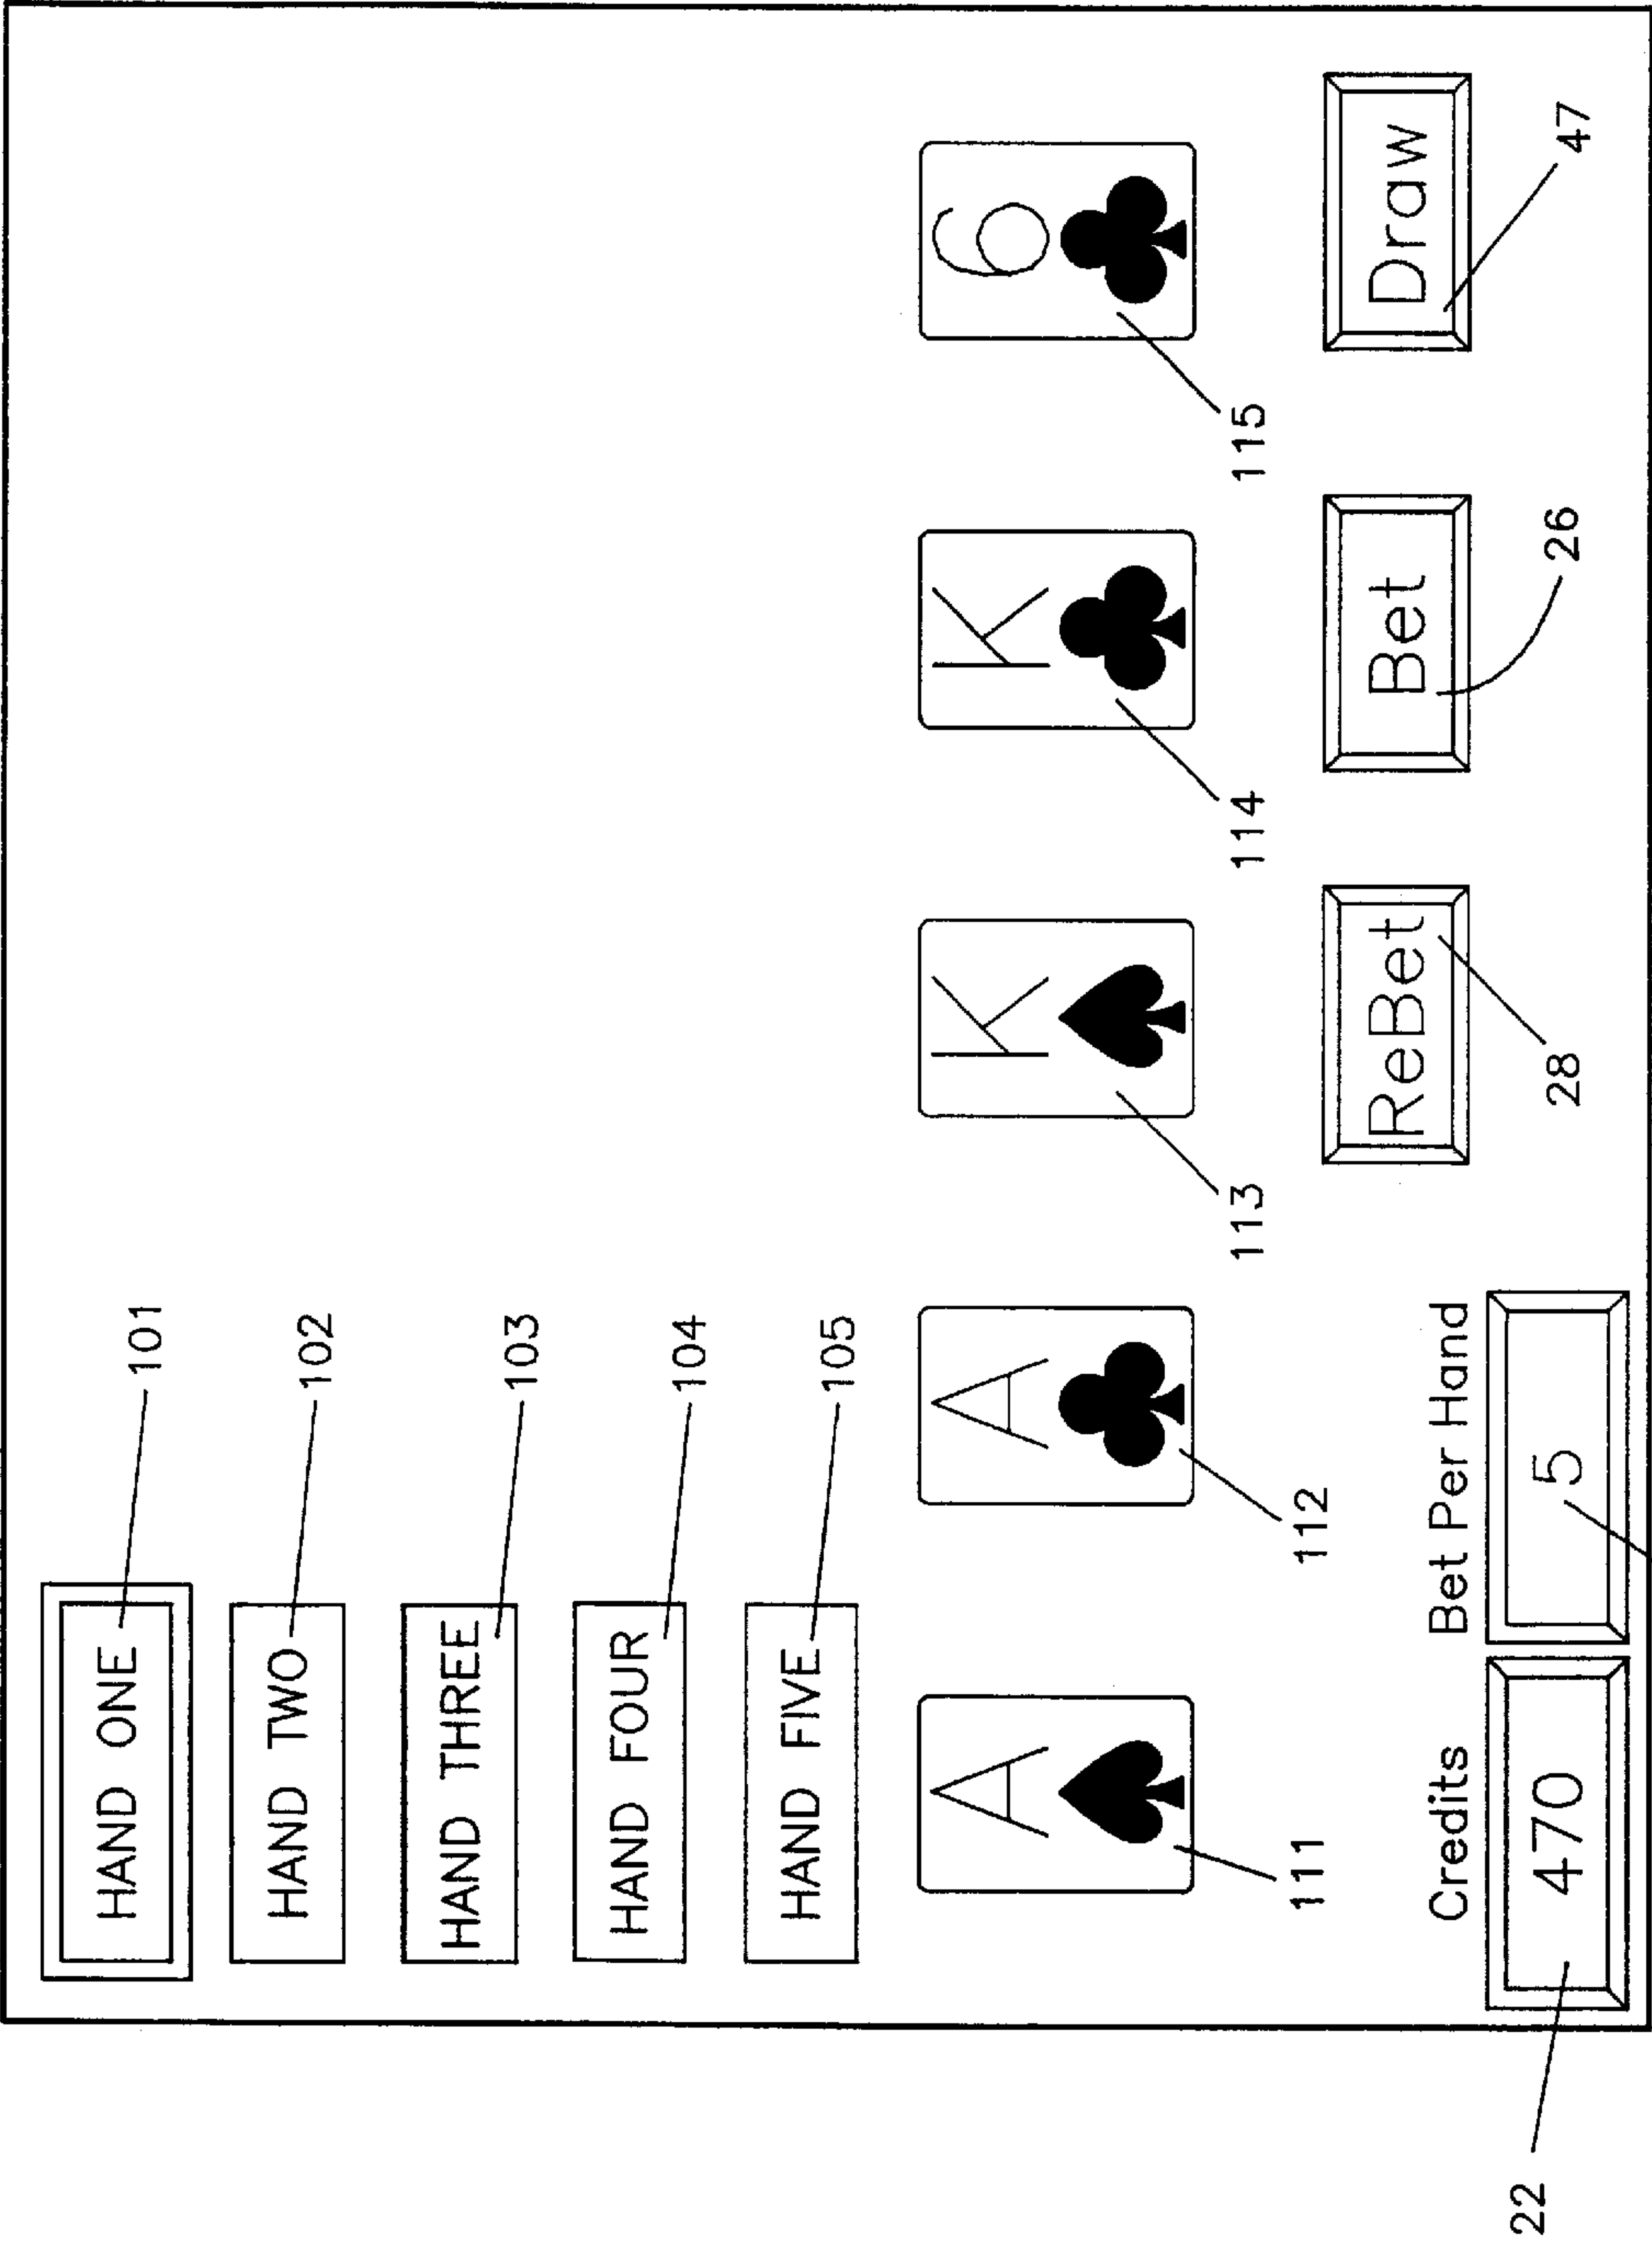 HAND ONE
101
HAND TWO
102
HAND THREE
103
HAND FOUR
104
HAND FIVE
105
A
A
K
K
6
111
112
113
114
115
Credits
Bet Per Hand
470
5
ReBet
Bet
Draw
22
28
26
47